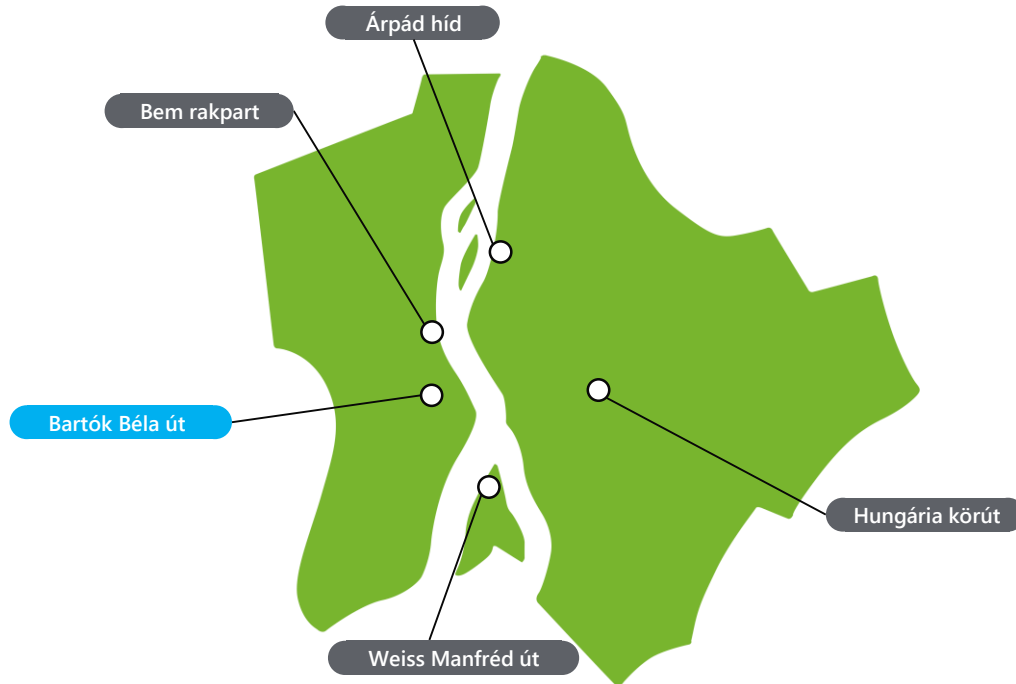 Árpád híd
Bem rakpart
Bartók Béla út
Hungária körút
Weiss Manfréd út